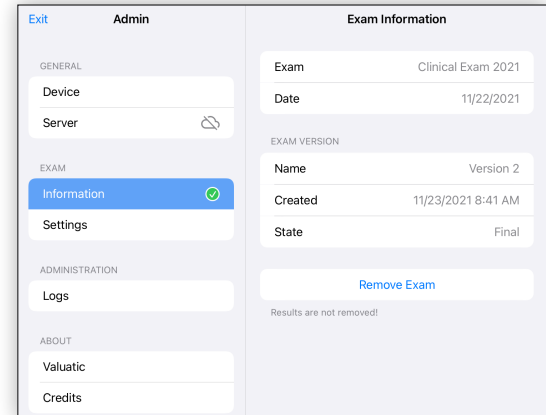 Exit
Admin
GENERAL
Device
Server
EXAM
Information
Settings
ADMINISTRATION
Logs
ABOUT
Valuatic
Credits
Exam Information
Exam Clinical Exam 2021
Date 11/22/2021
EXAM VERSION
Name Version 2
Created 11/23/2021 8:41 AM
State Final
Remove Exam
Results are not removed!